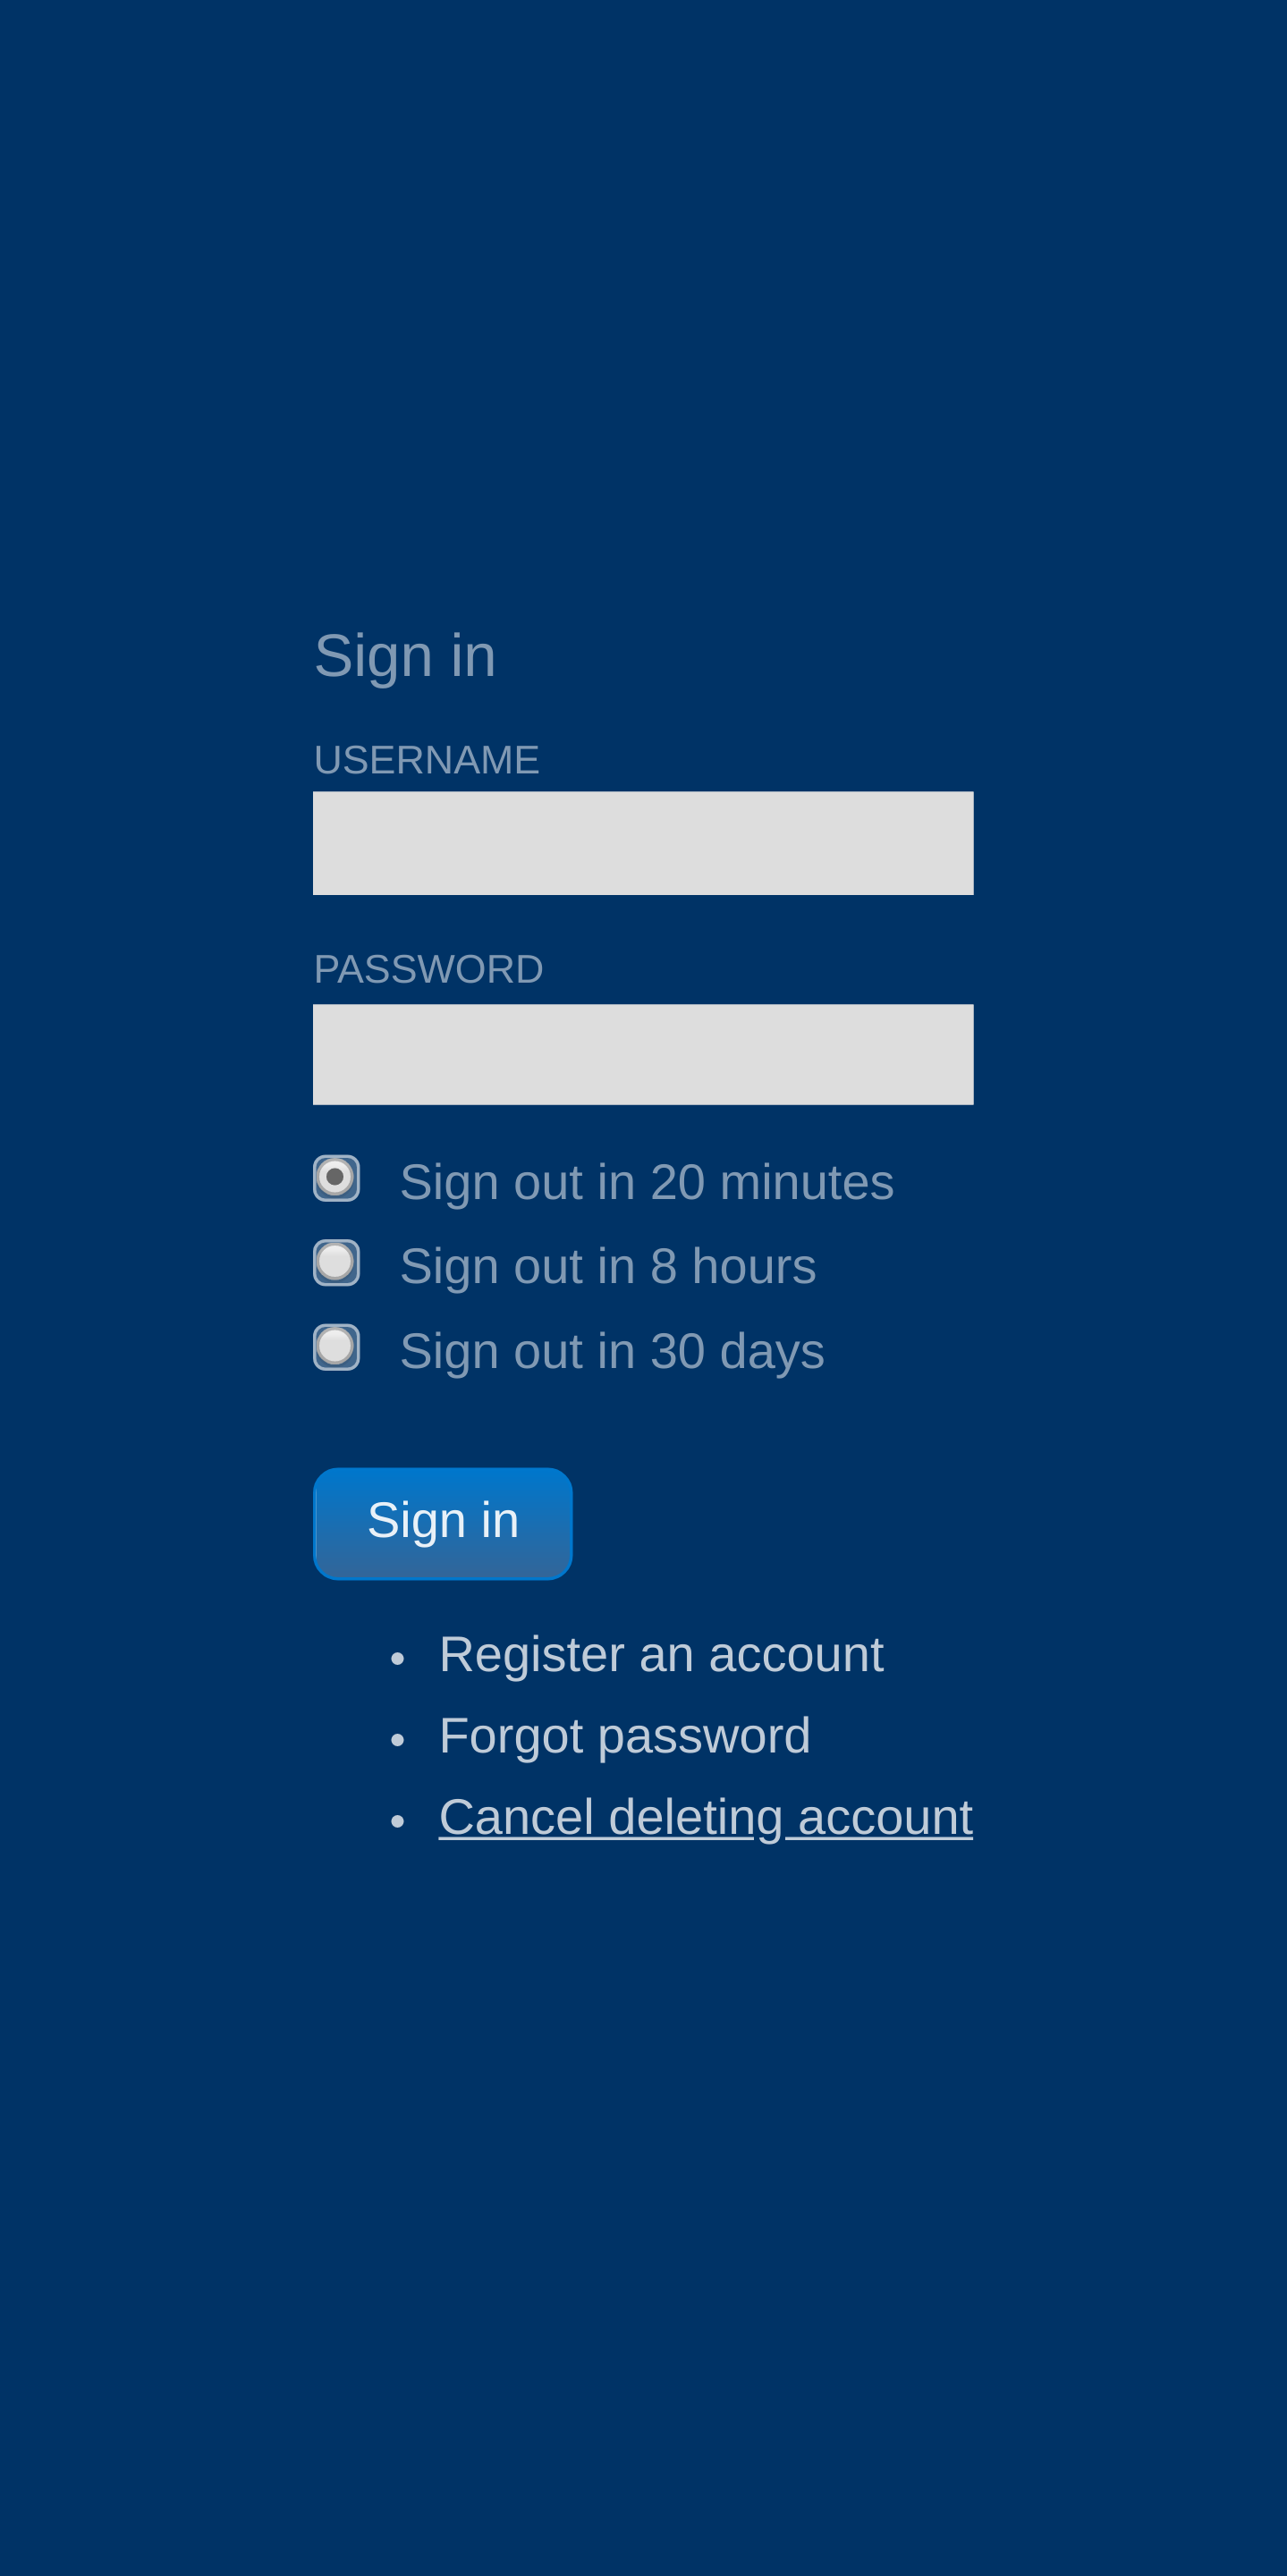 Sign in
USERNAME
PASSWORD
Sign out in 20 minutes
Sign out in 8 hours
Sign out in 30 days
Sign in
Register an account
Forgot password
Cancel deleting account